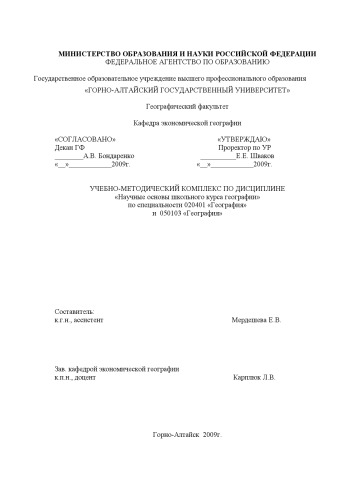 МИНИСТЕРСТВО ОБРАЗОВАНИЯ И НАУКИ РОССИЙСКОЙ ФЕДЕРАЦИИ
ФЕДЕРАЛЬНОЕ АГЕНТСТВО ПО ОБРАЗОВАНИЮ
Государственное образовательное учреждение высшего профессионального образования
«ГОРНО-АЛТАЙСКИЙ ГОСУДАРСТВЕННЫЙ УНИВЕРСИТЕТ»
Географический факультет
Кафедра экономической географии
«СОГЛАСОВАНО» «УТВЕРЖДАЮ»
Декан ГФ Проректор по УР
________А.В. Бондаренко __________Е.Е. Шваков
«__»____________2009г. «__»____________2009г.
УЧЕБНО-МЕТОДИЧЕСКИЙ КОМПЛЕКС ПО ДИСЦИПЛИНЕ
«Научные основы школьного курса географии»
по специальности 020401 «География»
и 050103 «География»
Составитель:
к.г.н., ассистент Мердешева Е.В.
Зав. кафедрой экономической географии
к.п.н., доцент Карплюк Л.В.
Горно-Алтайск 2009г.